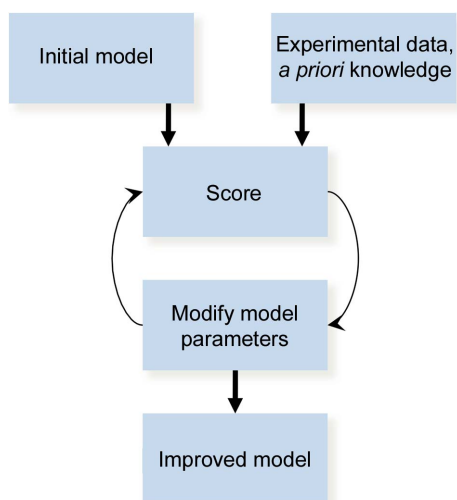 Initial model
Experimental data,
a priori knowledge
Score
Modify model
parameters
Improved model